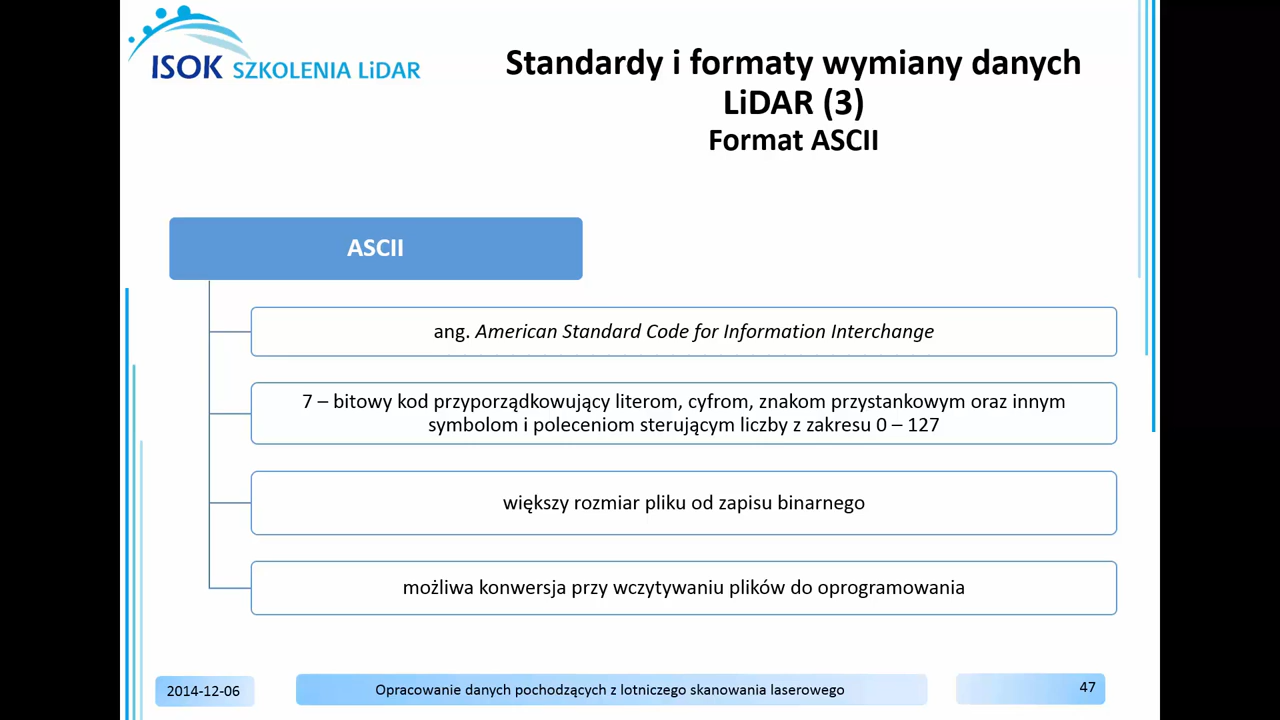 ISOK SZKOLENIA LiDAR
Standardy i formaty wymiany danych
LiDAR (3)
Format ASCII
ASCII
ang. American Standard Code for Information Interchange
7 – bitowy kod przyporządkowujący literom, cyfrom, znakom przystankowym oraz innym
symbolom i poleceniom sterującym liczby z zakresu 0 – 127
większy rozmiar pliku od zapisu binarnego
możliwa konwersja przy wczytywaniu plików do oprogramowania
2014-12-06
Opracowanie danych pochodzących z lotniczego skanowania laserowego
47